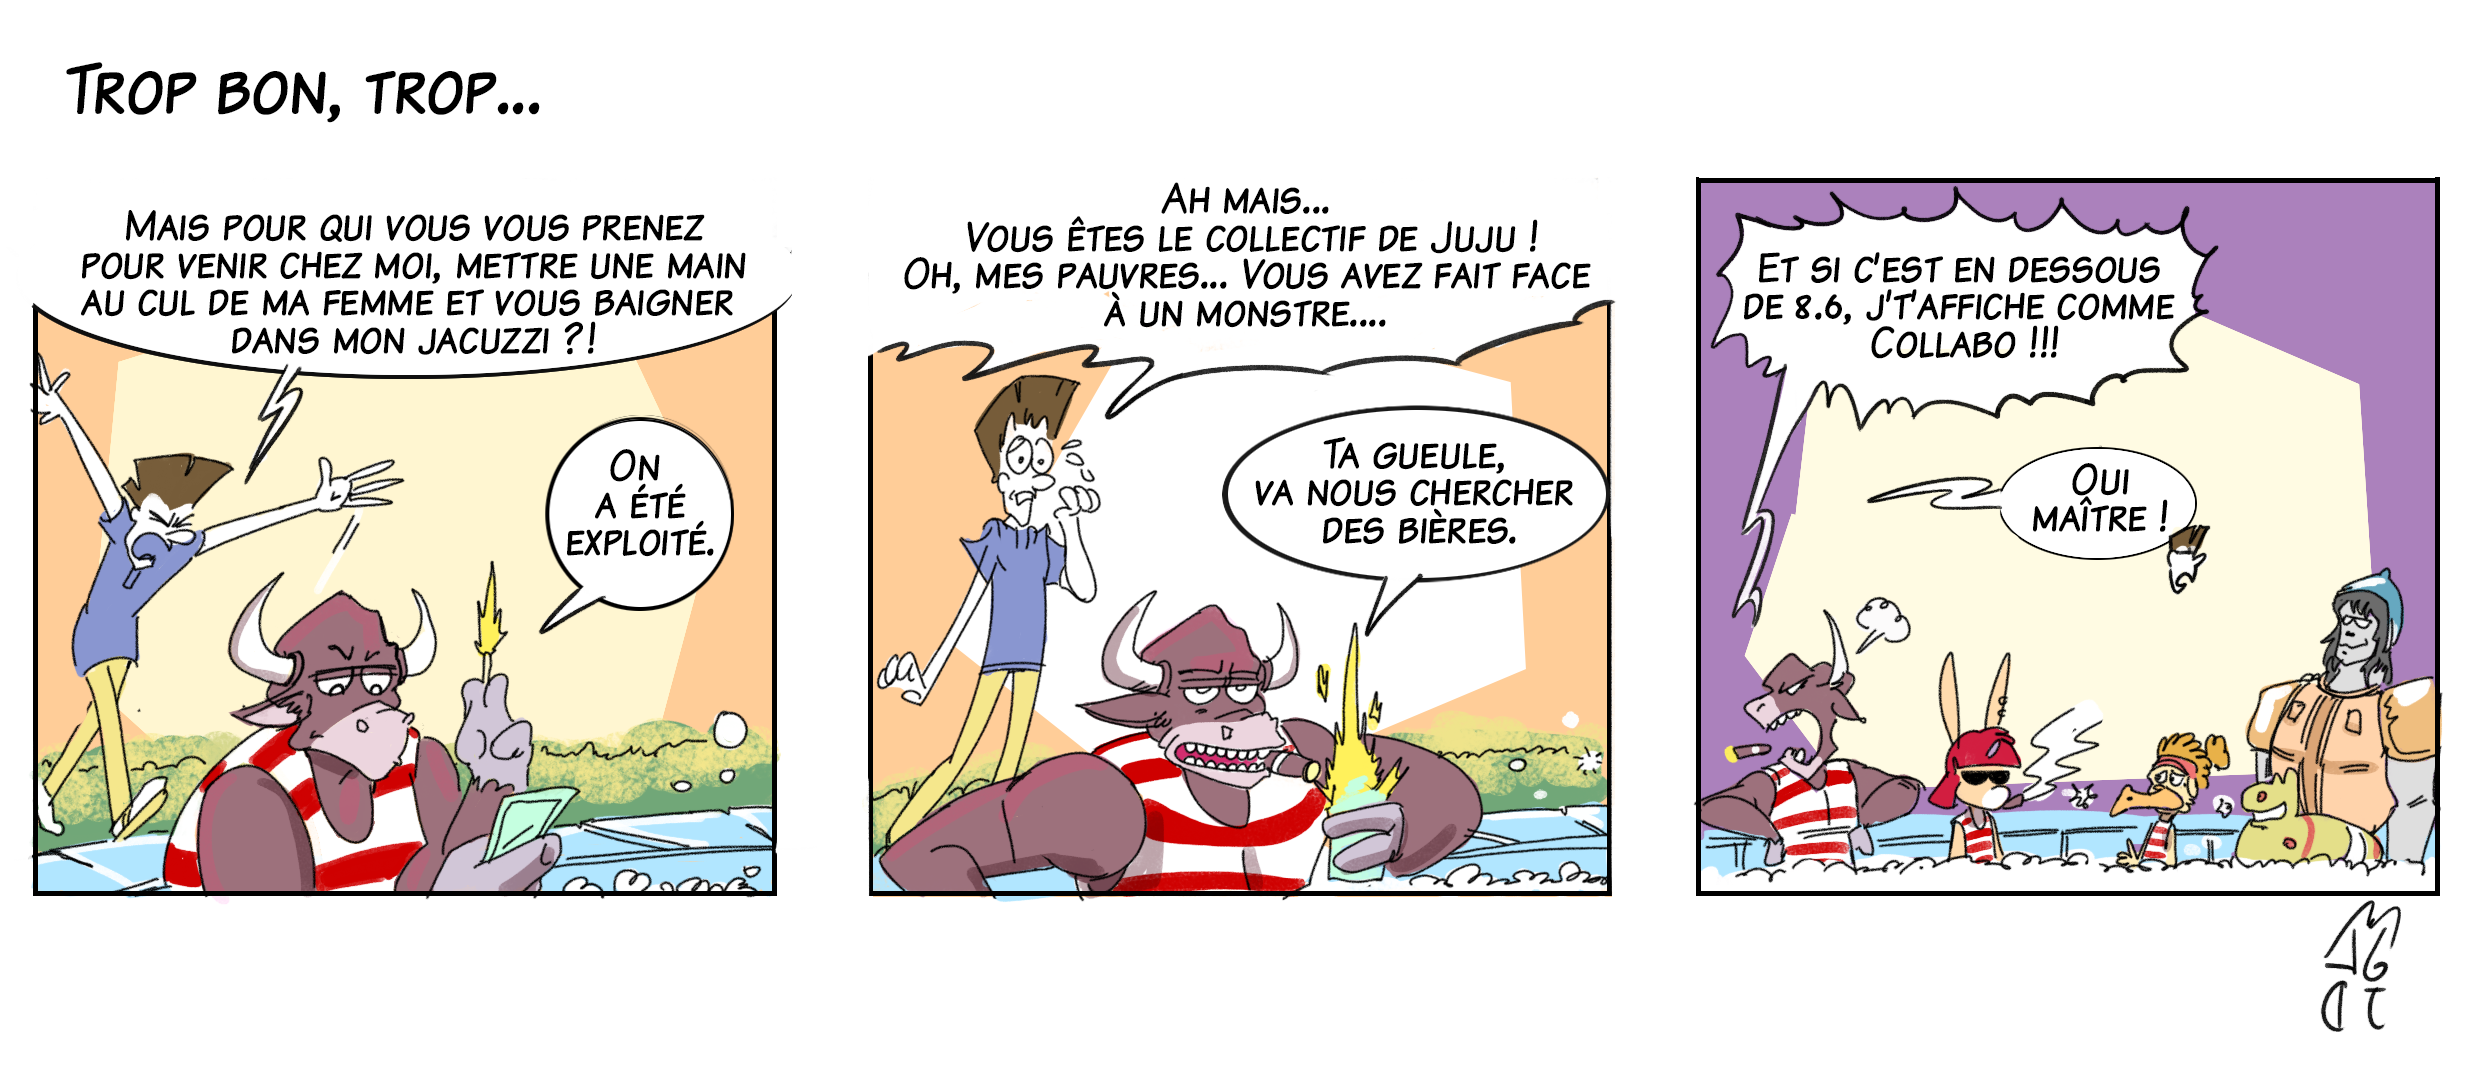 Trop bon, trop...
Mais pour qui vous vous prenez
pour venir chez moi, mettre une main
au cul de ma femme et vous baigner
dans mon jacuzzi ?!
On
a été
exploité.
Ah mais...
Vous êtes le collectif de Juju !
Oh, mes pauvres... Vous avez fait face
à un monstre....
Ta gueule,
va nous chercher
des bières.
Et si c'est en dessous
de 8.6, j't'affiche comme
Collabo !!!
Oui
maître !